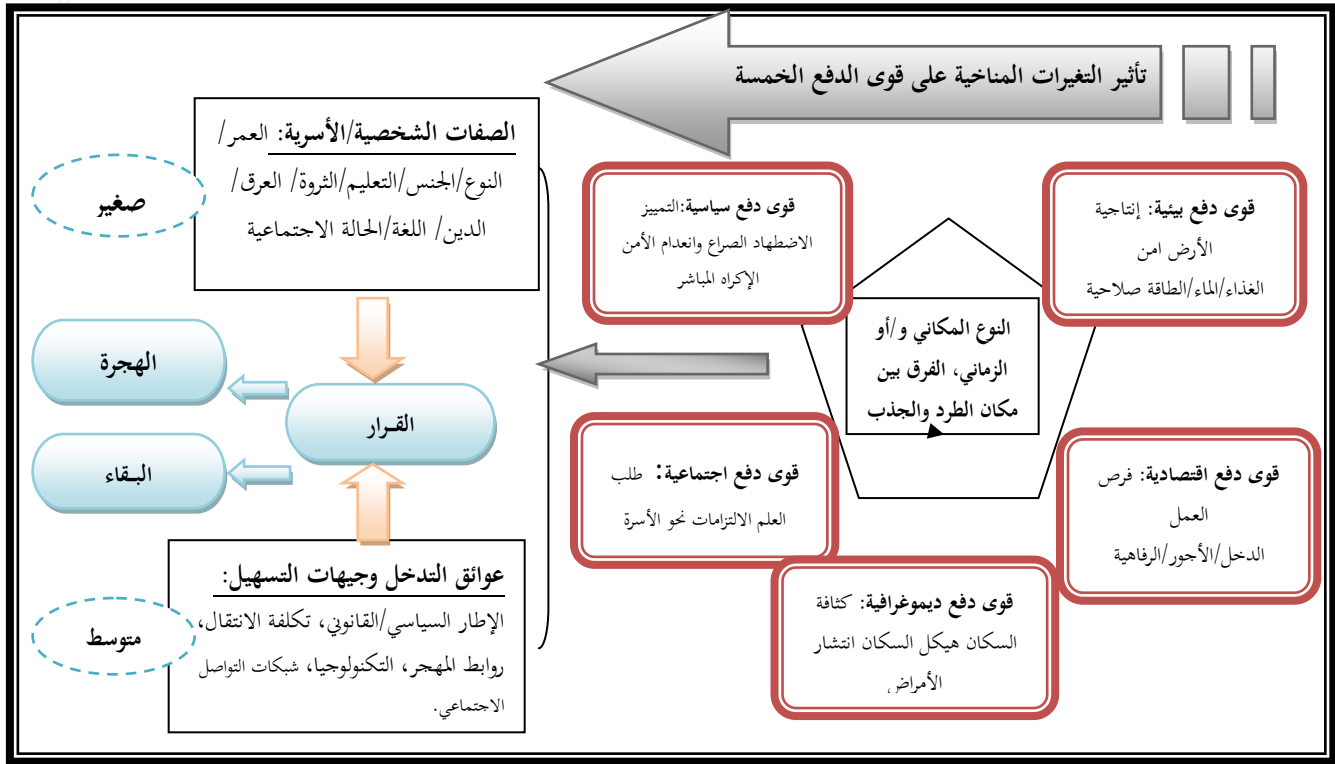 تأثير التغيرات المناخية على قوى الدفع الخمسة
قوى دفع بيئية: إنتاجية
الأرض امن
الغذاء/الماء/الطاقة صلاحية
قوى دفع سياسية:التمييز
الاضطهاد الصراع وانعدام الأمن
الإكراه المباشر
النوع المكاني و/أو
الزماني، الفرق بين
مكان الطرد والجذب
قوى دفع اقتصادية: فرص
العمل
الدخل/الأجور/الرفاهية
قوى دفع اجتماعية: طلب
العلم الالتزامات نحو الأسرة
قوى دفع ديموغرافية: كثافة
السكان هيكل السكان انتشار
الأمراض
الصفات الشخصية/الأسرية: العمر/
النوع/الجنس/التعليم/الثروة/ العرق/
الدين/ اللغة/الحالة الاجتماعية
صغير
القـرار
الهجرة
البـقاء
عوائق التدخل وجيهات التسهيل:
الإطار السياسي/القانوني، تكلفة الانتقال،
روابط المهجر، التكنولوجيا، شبكات التواصل
الاجتماعي.
متوسط